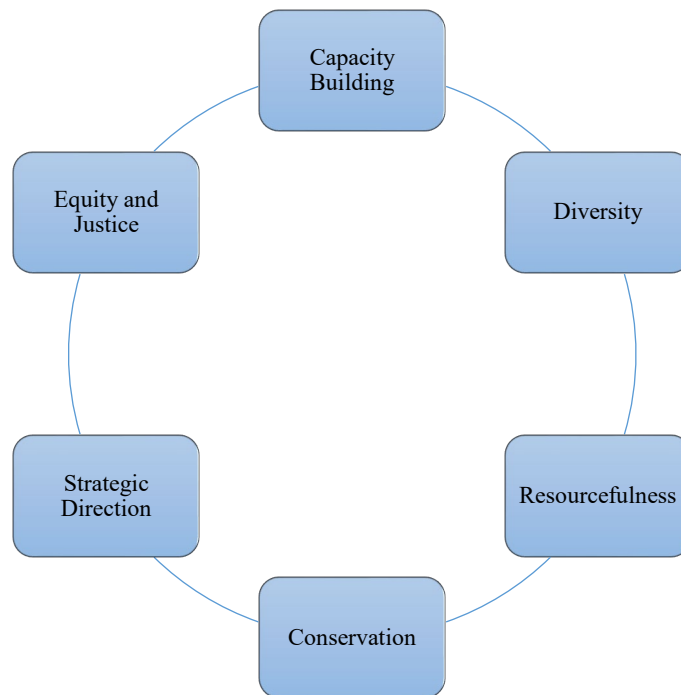 Capacity
Building
Equity and
Justice
Diversity
Strategic
Direction
Resourcefulness
Conservation